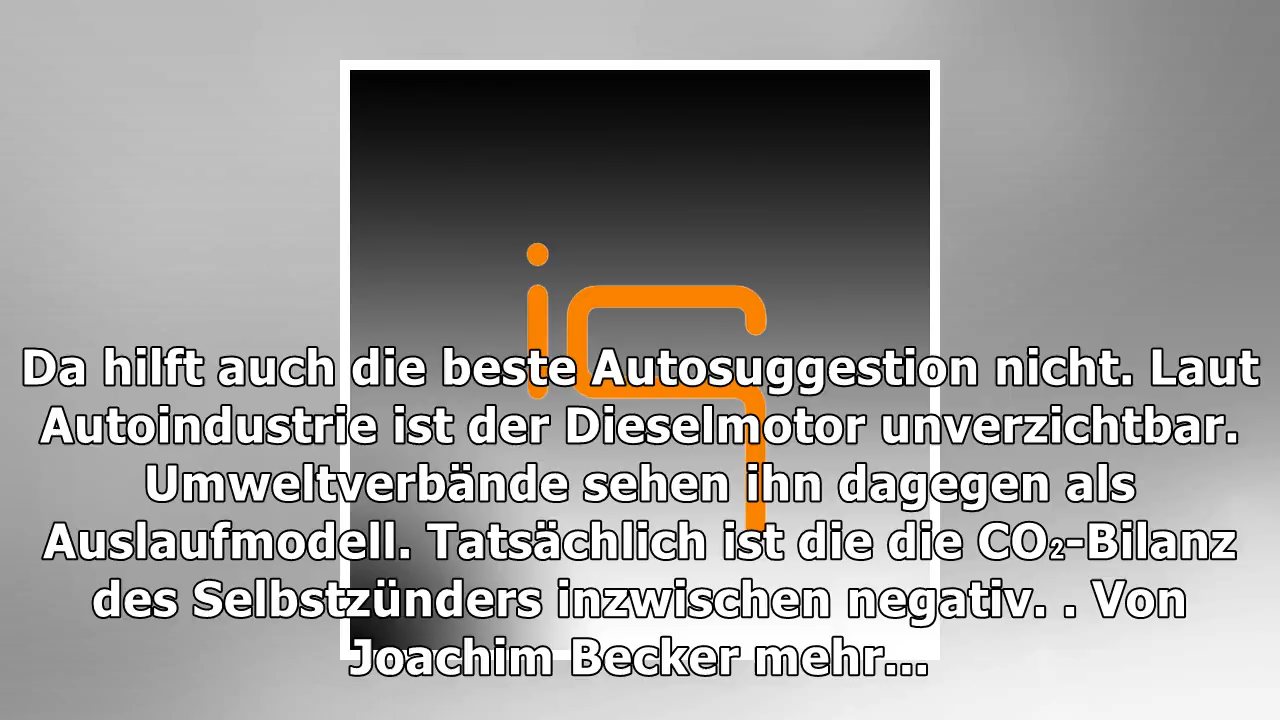 Da hilft auch die beste Autosuggestion nicht. Laut
Autoindustrie ist der Dieselmotor unverzichtbar.
Umweltverbände sehen ihn dagegen als
Auslaufmodell. Tatsächlich ist die die CO₂-Bilanz
des Selbstzünders inzwischen negativ. . Von
Joachim Becker mehr...